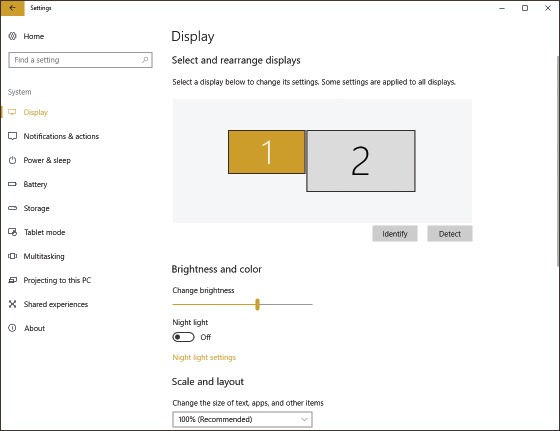 Settings
Home
Find a setting
System
Display
Notifications & actions
Power & sleep
Battery
Storage
Tablet mode
Multitasking
Projecting to this PC
Shared experiences
About
Display
Select and rearrange displays
Select a display below to change its settings. Some settings are applied to all displays.
1
2
Identify
Detect
Brightness and color
Change brightness
Night light
Off
Night light settings
Scale and layout
Change the size of text, apps, and other items
100% (Recommended)